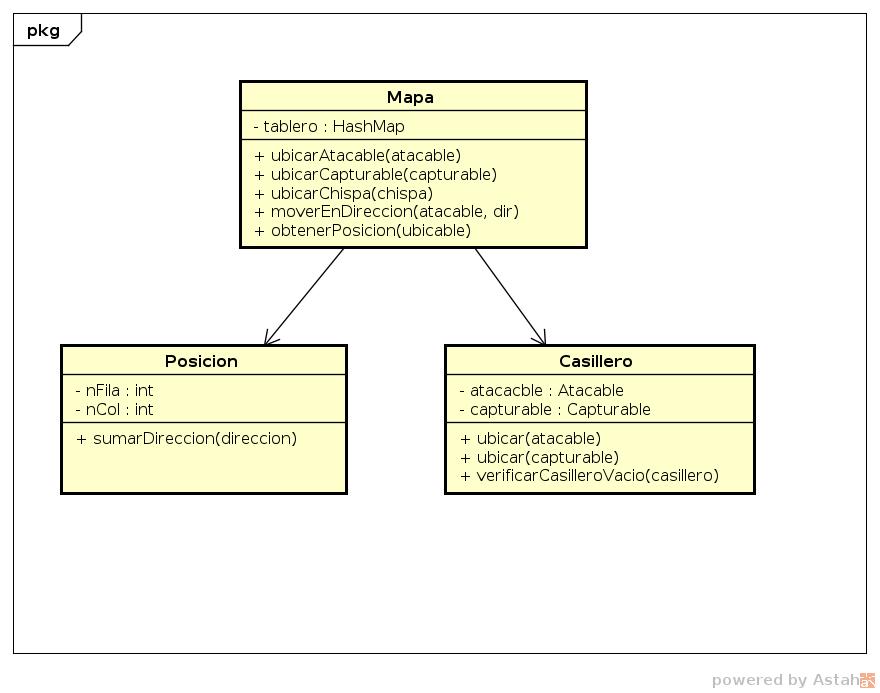 pkg
Mapa
- tablero : HashMap
+ ubicarAtacable(atacable)
+ ubicarCapturable(capturable)
+ ubicarChispa(chispa)
+ moverEnDireccion(atacable, dir)
+ obtenerPosicion(ubicable)
Posicion
- nFila : int
- nCol : int
+ sumarDireccion(direccion)
Casillero
- atacacble : Atacable
- capturable : Capturable
+ ubicar(atacable)
+ ubicar(capturable)
+ verificarCasilleroVacio(casillero)
powered by Astah